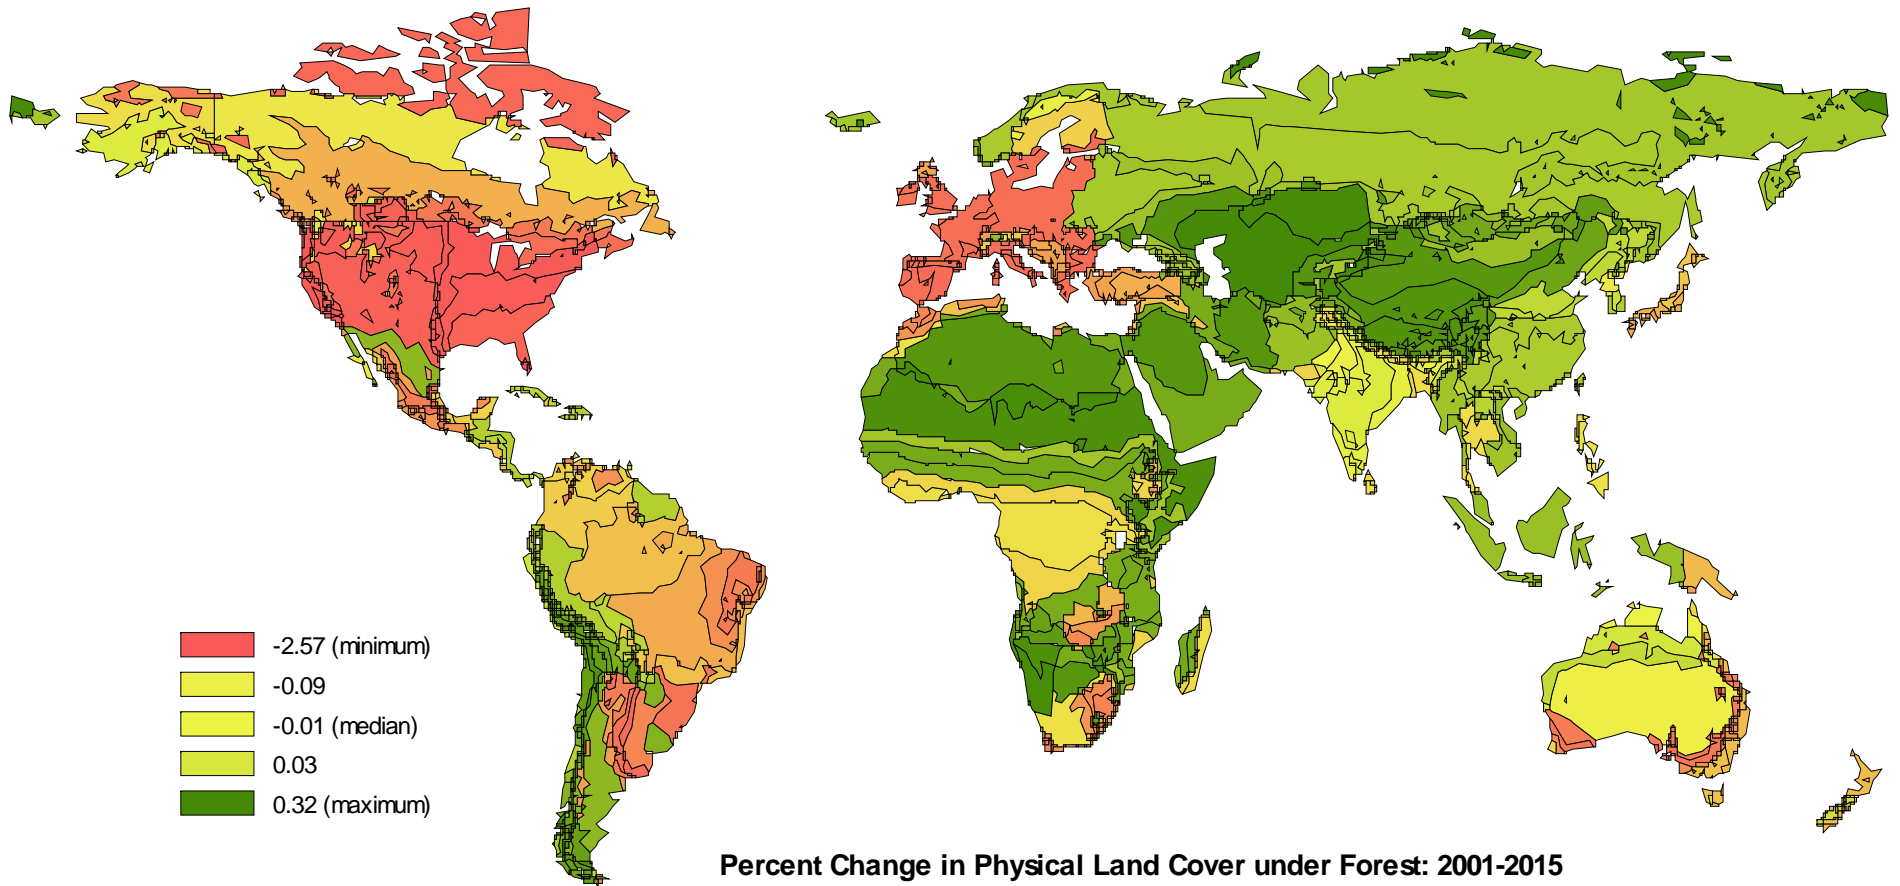 -2.57 (minimum)
-0.09
-0.01 (median)
0.03
0.32 (maximum)
Percent Change in Physical Land Cover under Forest: 2001-2015